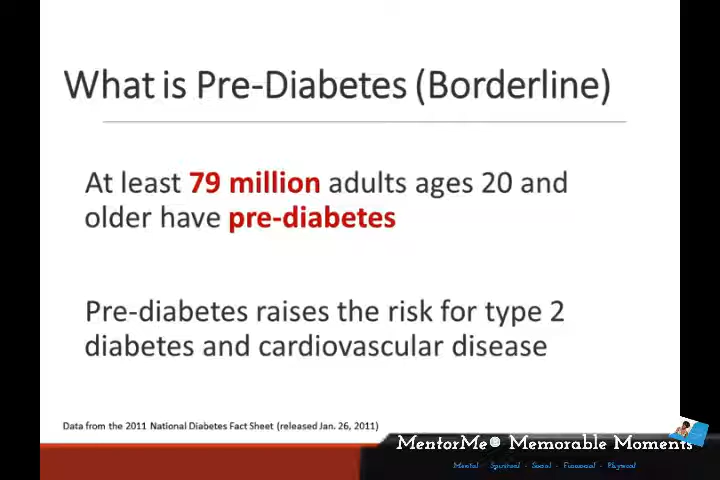 What is Pre-Diabetes (Borderline)
At least 79 million adults ages 20 and
older have pre-diabetes
Pre-diabetes raises the risk for type 2
diabetes and cardiovascular disease
Data from the 2011 National Diabetes Fact Sheet (released Jan. 26, 2011)
MentorMe® Memorable Moments
Mental - Spiritual - Social - Financial - Physical